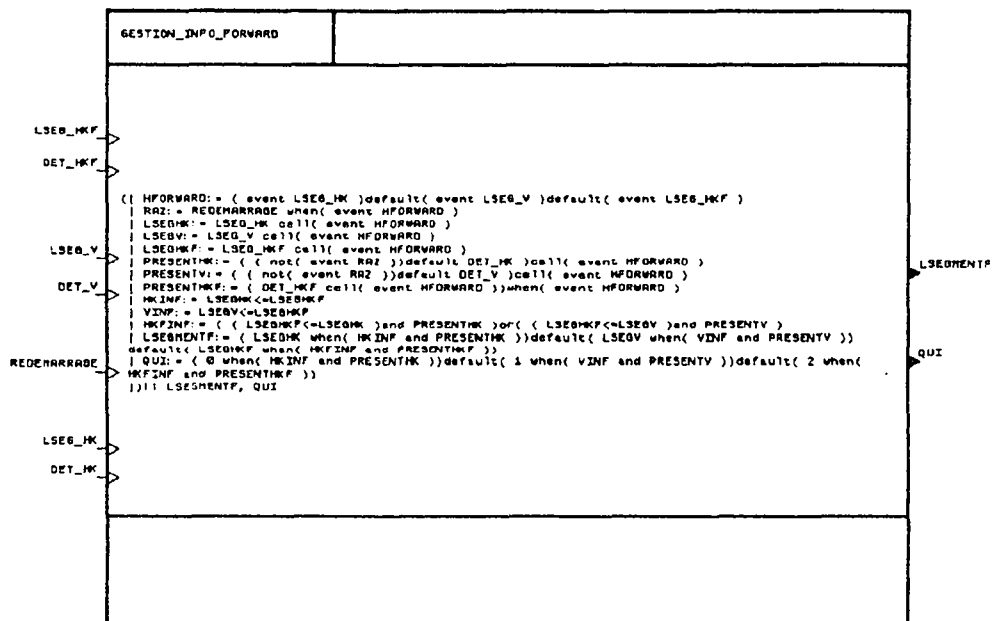 GESTION_INFO_FORWARD
LSEG_HKF
DET_HKF
(| HFORWARD:= ( event LSEG_HK )default( event LSEG_V )default( event LSEG_HKF )
| RAZ:= REDEMARRAGE when( event HFORWARD )
| LSEGHK:= LSEG_HK cell( event HFORWARD )
| LSEGV:= LSEG_V cell( event HFORWARD )
| LSEGHKF:= LSEG_HKF cell( event HFORWARD )
LSEG_V
| PRESENTHK:= ( ( not( event RAZ ))default DET_HK )cell( event HFORWARD )
| PRESENTV:= ( ( not( event RAZ ))default DET_V )cell( event HFORWARD )
| PRESENTHKF:= ( DET_HKF cell( event HFORWARD ))when( event HFORWARD )
DET_V
| HKINF:= LSEGHK<=LSEGHKF
| VINF:= LSEGV<=LSEGHKF
| HKFINF:= ( ( LSEGHKF<=LSEGHK )and PRESENTHK )or( ( LSEGHKF<=LSEGV )and PRESENTV )
| LSEGMENTF:= ( LSEGHK when( HKINF and PRESENTHK ))default( LSEGV when( VINF and PRESENTV ))
default( LSEGHKF when( HKFINF and PRESENTHKF ))
| QUI:= ( 0 when( HKINF and PRESENTHK ))default( 1 when( VINF and PRESENTV ))default( 2 when(
HKFINF and PRESENTHKF ))
|)!! LSEGMENTF, QUI
REDEMARRAGE
LSEGMENTF
QUI
LSEG_HK
DET_HK